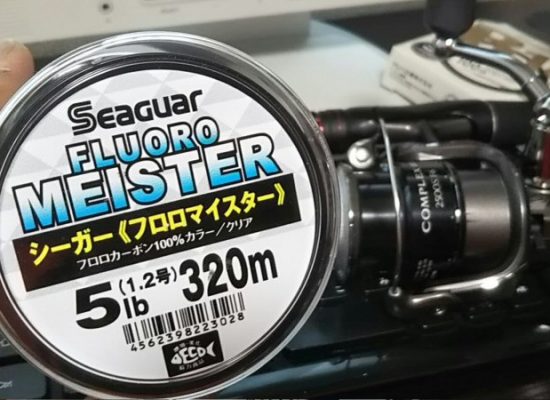 Seaguar
FLUORO
MEISTER
シーガー《フロロマイスター》
フロロカーボン100%カラー/クリア
5lb (1.2号) 320m
4562398223028
ECO
COMPLEX
Ctrl